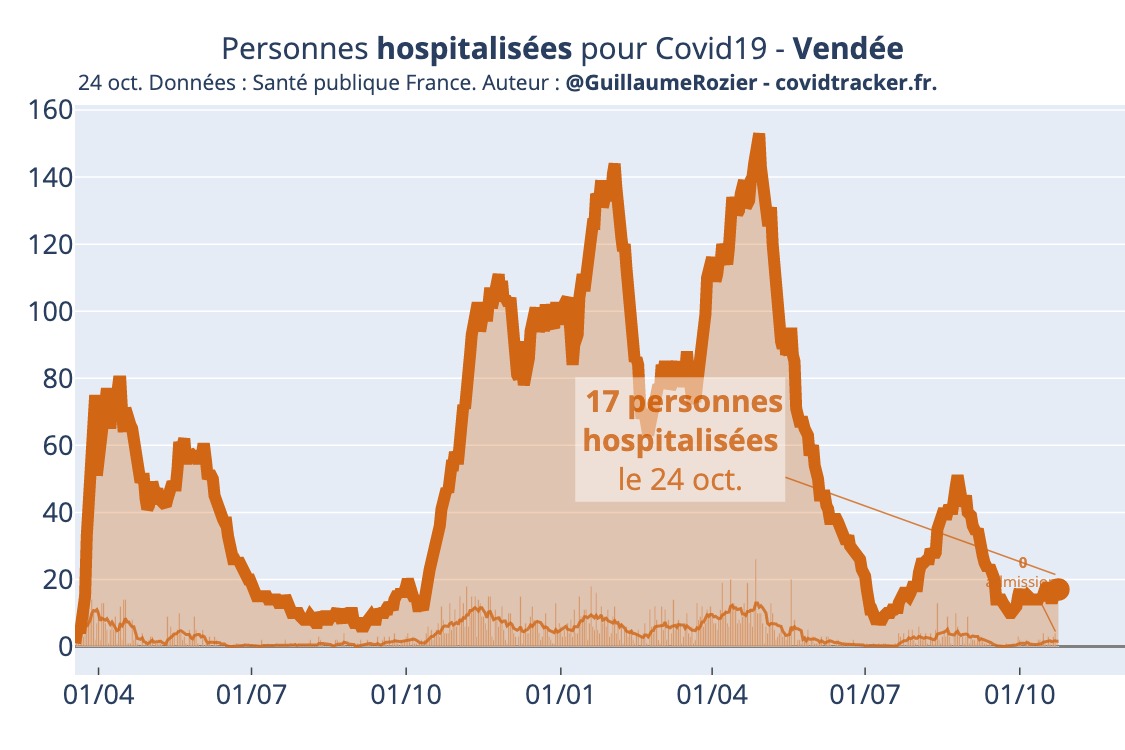 Personnes hospitalisées pour Covid19 - Vendée
24 oct. Données : Santé publique France. Auteur : @GuillaumeRozier - covidtracker.fr.
160
140
120
100
80
60
40
20
0
17 personnes
hospitalisées
le 24 oct.
0
admission
01/04
01/07
01/10
01/01
01/04
01/07
01/10